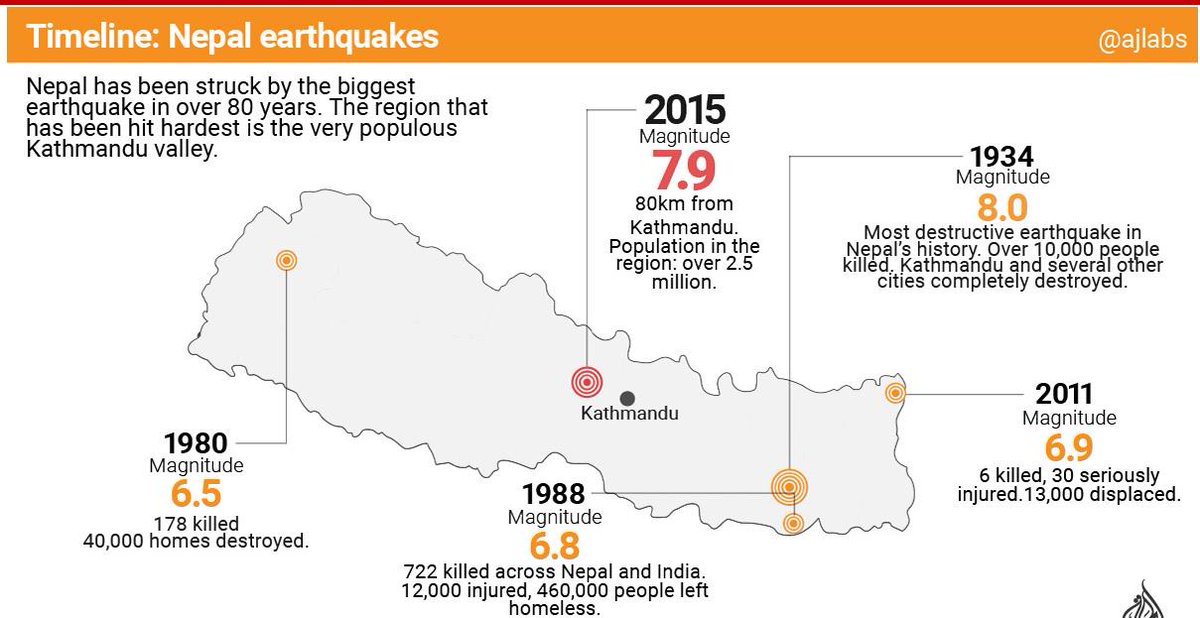 Timeline: Nepal earthquakes
@ajlabs
Nepal has been struck by the biggest
earthquake in over 80 years. The region that
has been hit hardest is the very populous
Kathmandu valley.
2015
Magnitude
7.9
80km from
Kathmandu.
Population in the
region: over 2.5
million.
1934
Magnitude
8.0
Most destructive earthquake in
Nepal's history. Over 10,000 people
killed. Kathmandu and several other
cities completely destroyed.
Kathmandu
2011
Magnitude
6.9
6 killed, 30 seriously
injured.13,000 displaced.
1980
Magnitude
6.5
178 killed
40,000 homes destroyed.
1988
Magnitude
6.8
722 killed across Nepal and India.
12,000 injured, 460,000 people left
homeless.